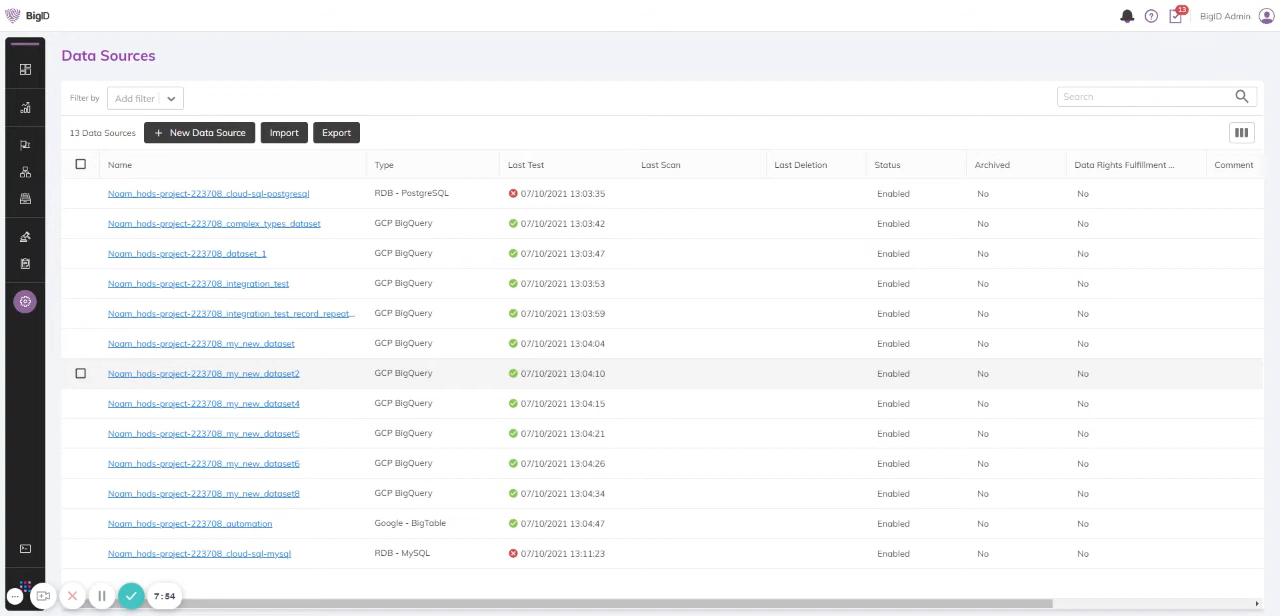 BigID
13
BigID Admin
Data Sources
Filter by Add filter Search
13 Data Sources + New Data Source Import Export
Name Type Last Test Last Scan Last Deletion Status Archived Data Rights Fulfillment ... Comment
Noam_hods-project-223708_cloud-sql-postgresql RDB - PostgreSQL 07/10/2021 13:03:35 Enabled No No
Noam_hods-project-223708_complex_types_dataset GCP BigQuery 07/10/2021 13:03:42 Enabled No No
Noam_hods-project-223708_dataset_1 GCP BigQuery 07/10/2021 13:03:47 Enabled No No
Noam_hods-project-223708_integration_test GCP BigQuery 07/10/2021 13:03:53 Enabled No No
Noam_hods-project-223708_integration_test_record_repeat... GCP BigQuery 07/10/2021 13:03:59 Enabled No No
Noam_hods-project-223708_my_new_dataset GCP BigQuery 07/10/2021 13:04:04 Enabled No No
Noam_hods-project-223708_my_new_dataset2 GCP BigQuery 07/10/2021 13:04:10 Enabled No No
Noam_hods-project-223708_my_new_dataset4 GCP BigQuery 07/10/2021 13:04:15 Enabled No No
Noam_hods-project-223708_my_new_dataset5 GCP BigQuery 07/10/2021 13:04:21 Enabled No No
Noam_hods-project-223708_my_new_dataset6 GCP BigQuery 07/10/2021 13:04:26 Enabled No No
Noam_hods-project-223708_my_new_dataset8 GCP BigQuery 07/10/2021 13:04:34 Enabled No No
Noam_hods-project-223708_automation Google - BigTable 07/10/2021 13:04:47 Enabled No No
Noam_hods-project-223708_cloud-sql-mysql RDB - MySQL 07/10/2021 13:11:23 Enabled No No
7:54